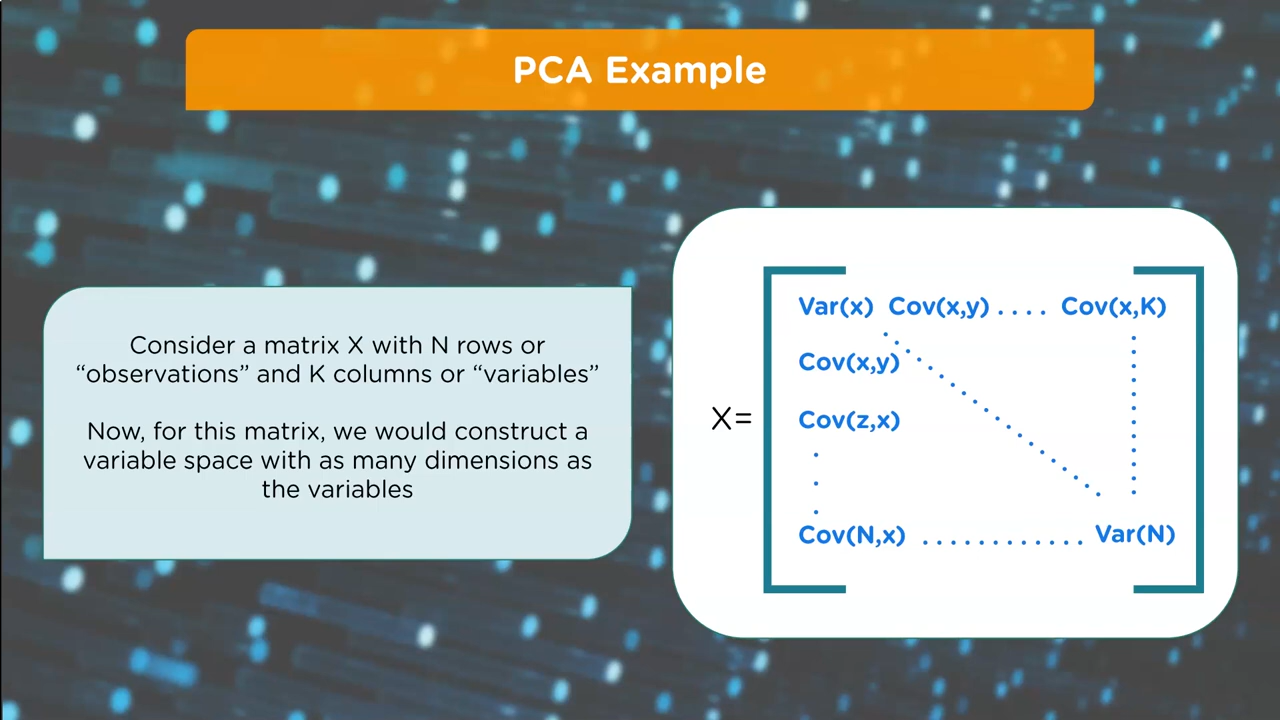 PCA Example
Consider a matrix X with N rows or
“observations” and K columns or “variables”
Now, for this matrix, we would construct a
variable space with as many dimensions as
the variables
X=
Var(x) Cov(x,y) . . . . Cov(x,K)
Cov(x,y)
Cov(z,x)
Cov(N,x) . . . . . . . . . . . . Var(N)